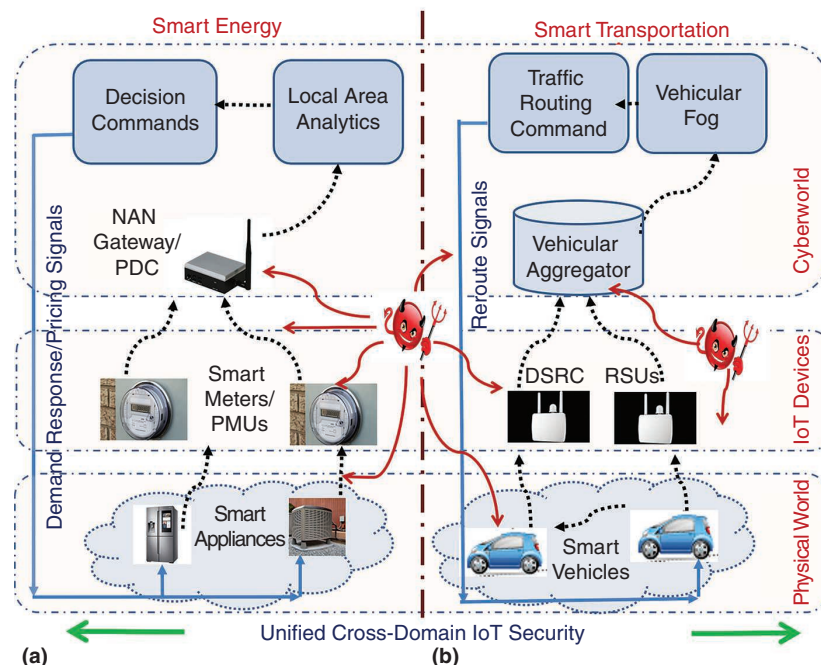 Smart Energy
Smart Transportation
Decision
Commands
Local Area
Analytics
Traffic
Routing
Command
Vehicular
Fog
NAN
Gateway/
PDC
Vehicular
Aggregator
Cyberworld
Demand Response/Pricing Signals
Reroute Signals
Smart
Meters/
PMUs
DSRC
RSUs
IoT Devices
Smart
Appliances
Smart
Vehicles
Physical World
Unified Cross-Domain IoT Security
(a)
(b)